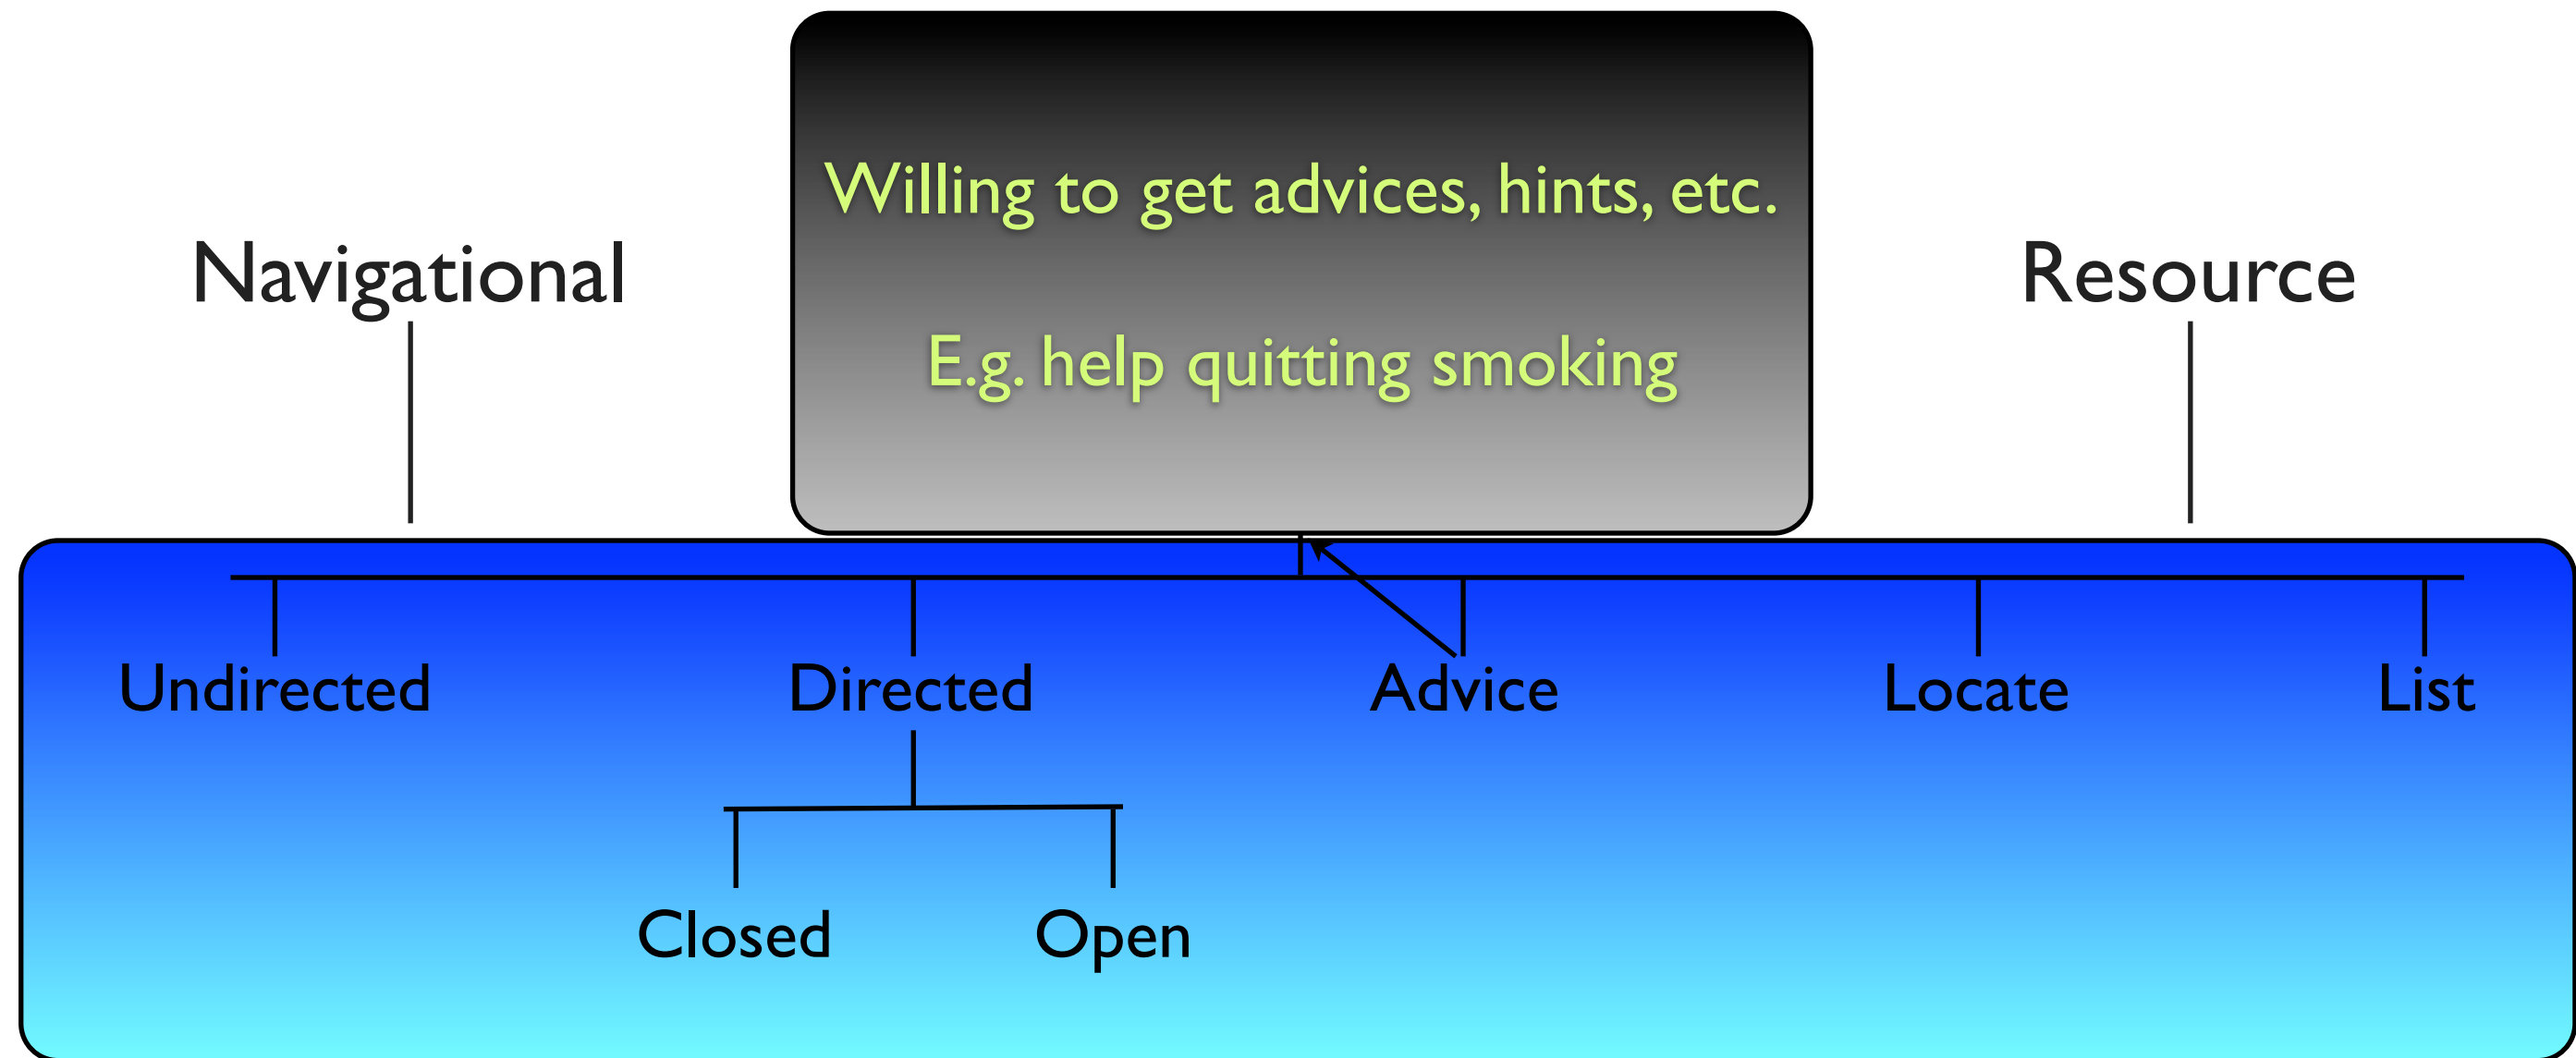 Willing to get advices, hints, etc.
Navigational
Resource
E.g. help quitting smoking
Undirected
Directed
Advice
Locate
List
Closed
Open